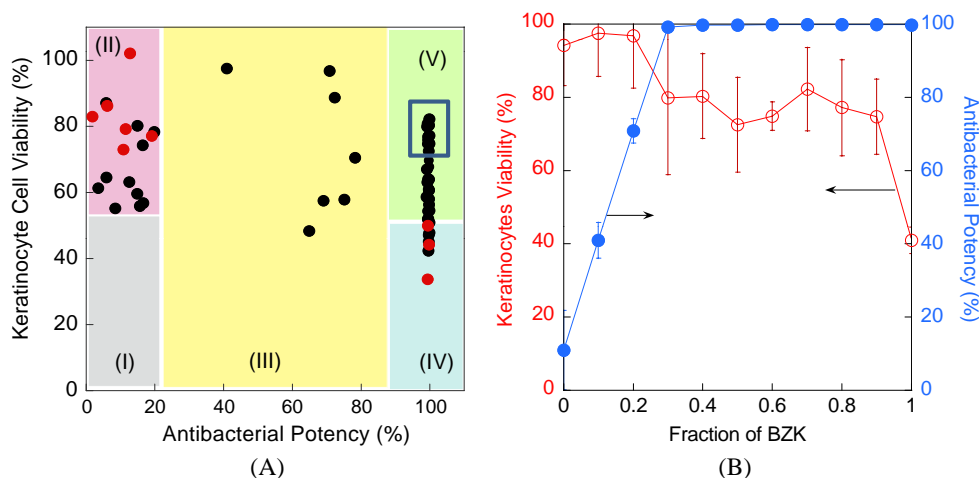 (II)
(V)
(I)
(III)
(IV)
100
80
60
40
20
0
Keratinocyte Cell Viability (%)
0 20 40 60 80 100
Antibacterial Potency (%)
(A)
B)
100
80
60
40
20
0
Keratinocytes Viability (%)
100
80
60
40
20
0
Antibacterial Potency (%)
0 0.2 0.4 0.6 0.8 1
Fraction of BZK
(B)